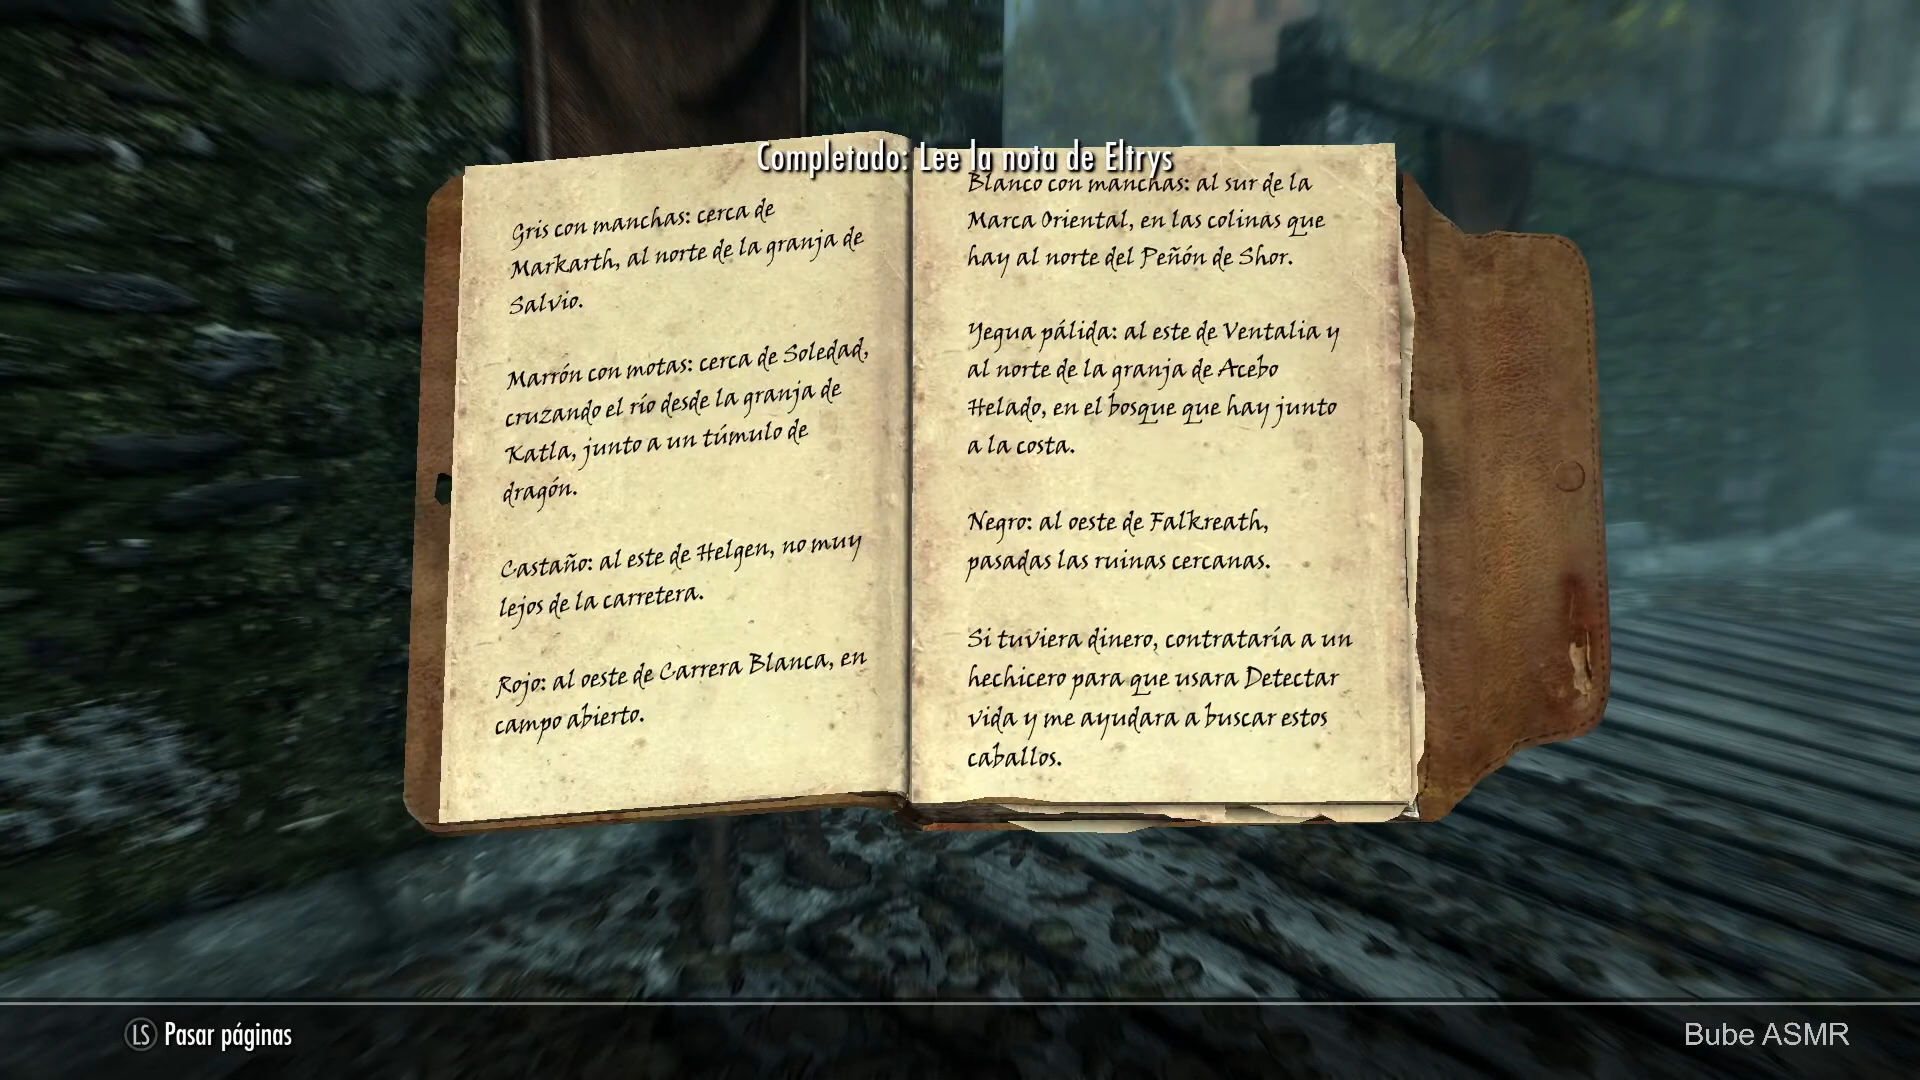 Completado: Lee la nota de Eltrys
Gris con manchas: cerca de
Markarth, al norte de la granja de
Salvio.
Marrón con motas: cerca de Soledad,
cruzando el río desde la granja de
Katla, junto a un túmulo de
dragón.
Castaño: al este de Helgen, no muy
lejos de la carretera.
Rojo: al oeste de Carrera Blanca, en
campo abierto.
Blanco con manchas: al sur de la
Marca Oriental, en las colinas que
hay al norte del Peñón de Shor.
Yegua pálida: al este de Ventalia y
al norte de la granja de Acebo
Helado, en el bosque que hay junto
a la costa.
Negro: al oeste de Falkreath,
pasadas las ruinas cercanas.
Si tuviera dinero, contrataría a un
hechicero para que usara Detectar
vida y me ayudara a buscar estos
caballos.
LS Pasar páginas
Bube ASMR